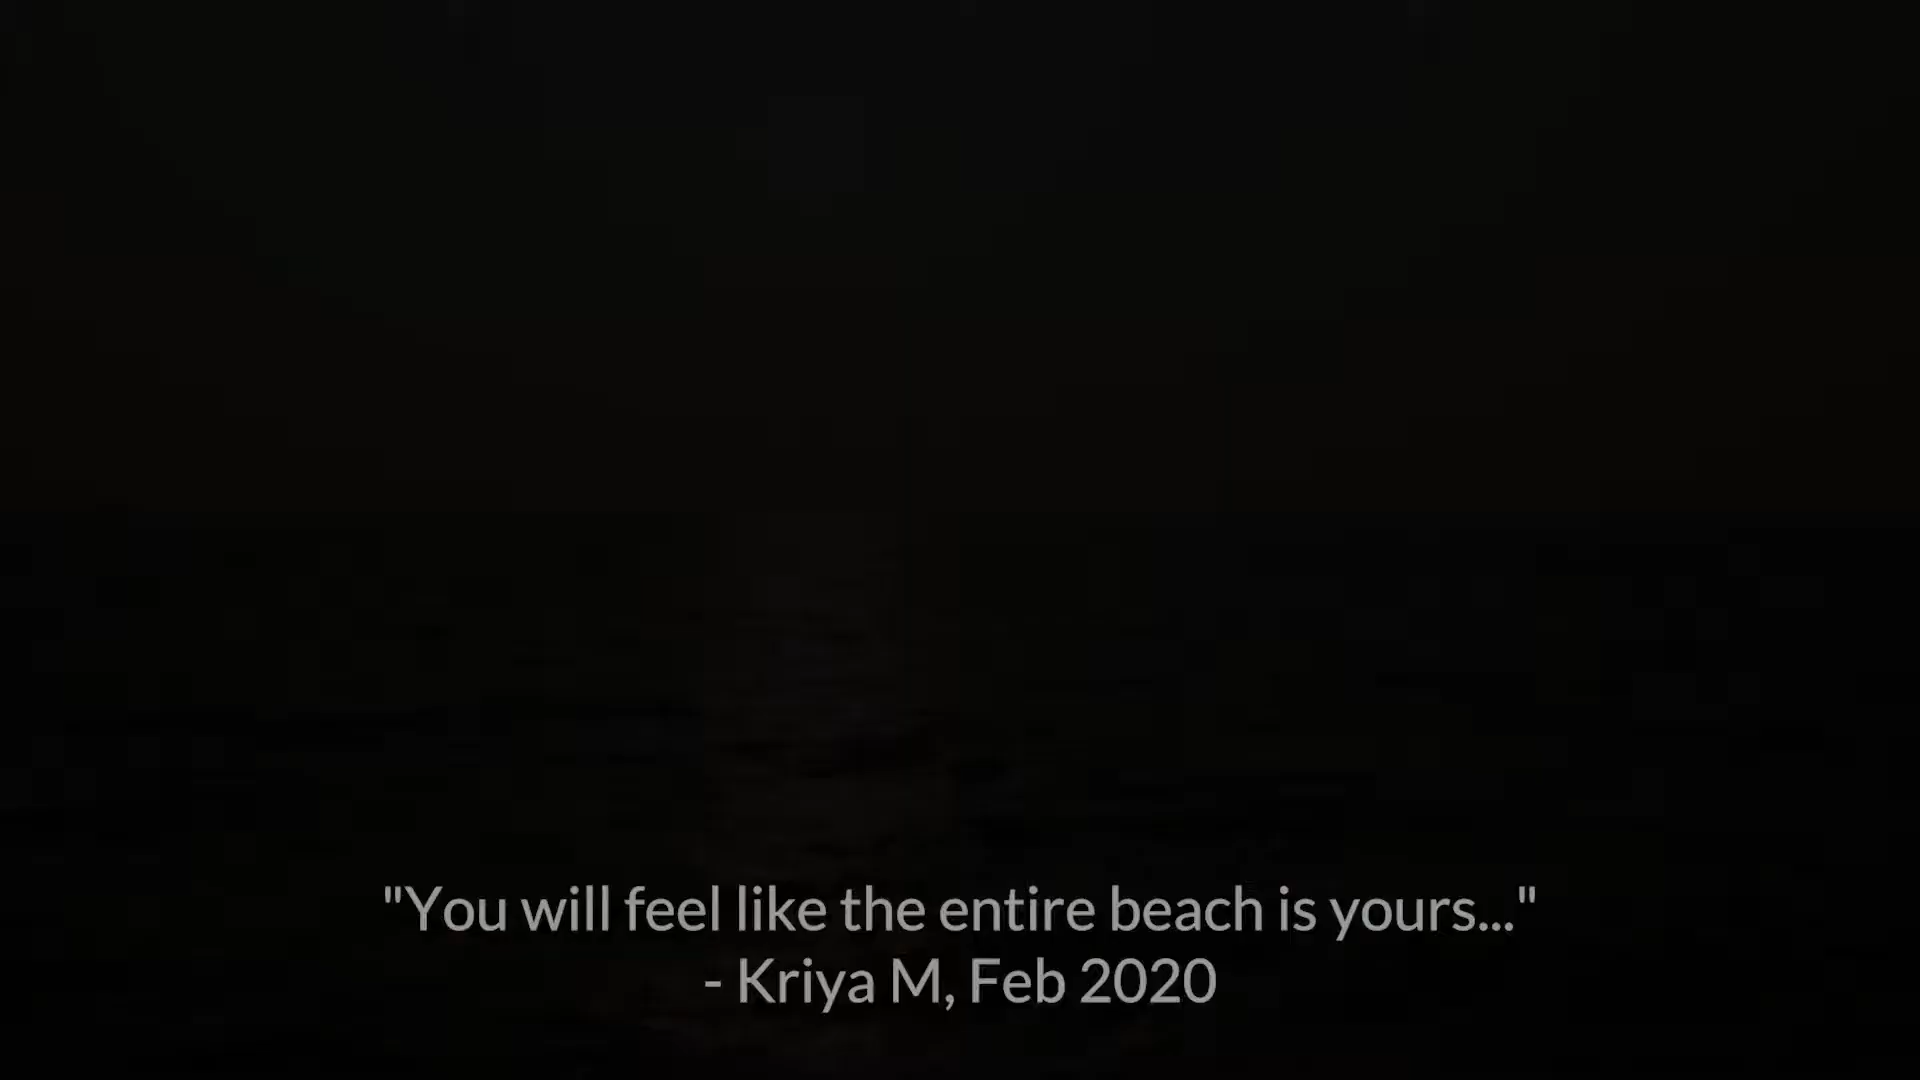 "You will feel like the entire beach is yours..."
- Kriya M, Feb 2020